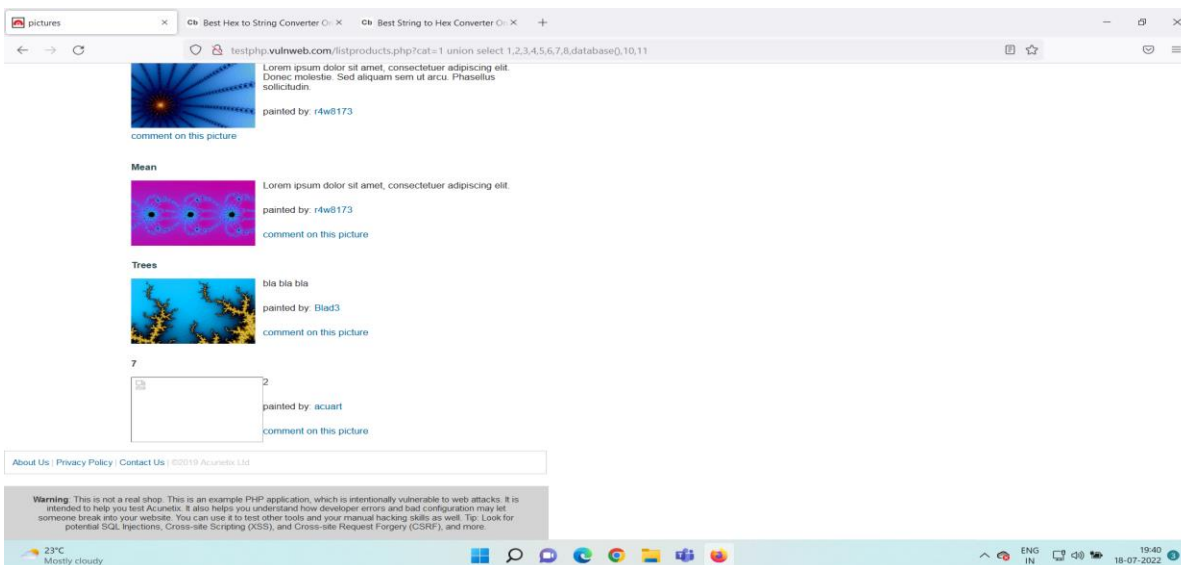 pictures
Cb Best Hex to String Converter On
Cb Best String to Hex Converter On
testphp.vulnweb.com/listproducts.php?cat=1 union select 1,2,3,4,5,6,7,8,database(),10,11
Lorem ipsum dolor sit amet, consectetuer adipiscing elit.
Donec molestie. Sed aliquam sem ut arcu. Phasellus
sollicitudin.
painted by: r4w8173
comment on this picture
Mean
Lorem ipsum dolor sit amet, consectetuer adipiscing elit.
painted by: r4w8173
comment on this picture
Trees
bla bla bla
painted by: Blad3
comment on this picture
7
2
painted by: acuart
comment on this picture
About Us | Privacy Policy | Contact Us | ©2019 Acunetix Ltd
Warning: This is not a real shop. This is an example PHP application, which is intentionally vulnerable to web attacks. It is
intended to help you test Acunetix. It also helps you understand how developer errors and bad configuration may let
someone break into your website. You can use it to test other tools and your manual hacking skills as well. Tip: Look for
potential SQL Injections, Cross-site Scripting (XSS), and Cross-site Request Forgery (CSRF), and more.
23°C
Mostly cloudy
ENG
IN
19:40
18-07-2022
3